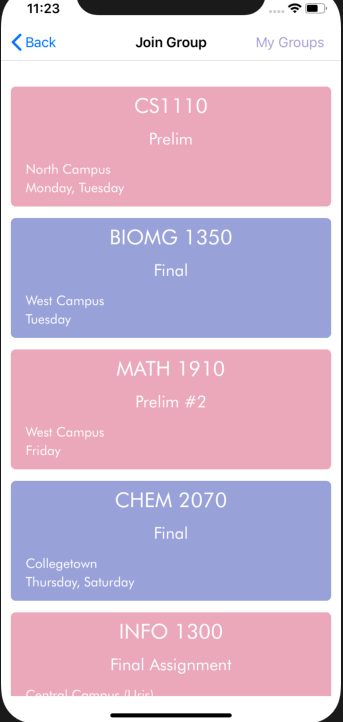 11:23
Back Join Group My Groups
CS1110
Prelim
North Campus
Monday, Tuesday
BIOMG 1350
Final
West Campus
Tuesday
MATH 1910
Prelim #2
West Campus
Friday
CHEM 2070
Final
Collegetown
Thursday, Saturday
INFO 1300
Final Assignment
Central Campus (Uris)